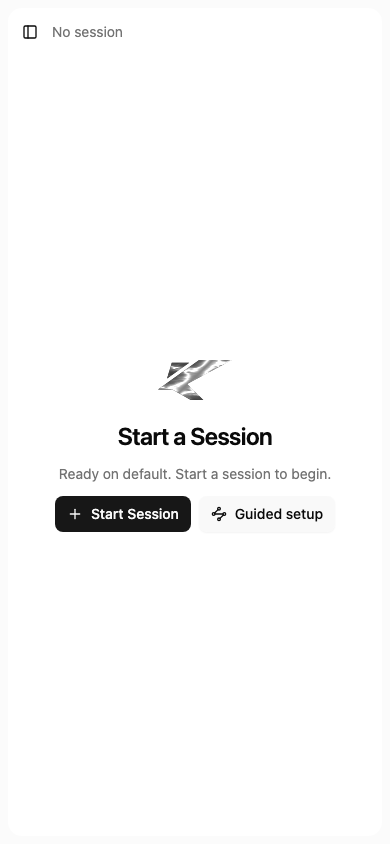 No session
Start a Session
Ready on default. Start a session to begin.
Start Session
Guided setup